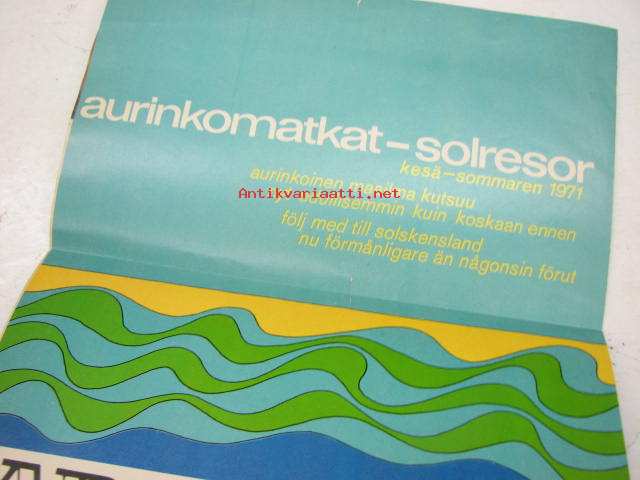 aurinkomatkat–solresor
kesä–sommaren 1971
aurinkoinen kutsuu
kuin koskaan ennen
följ med till solskensland
nu förmånligare än någonsin förut
Antikvariaatti.net